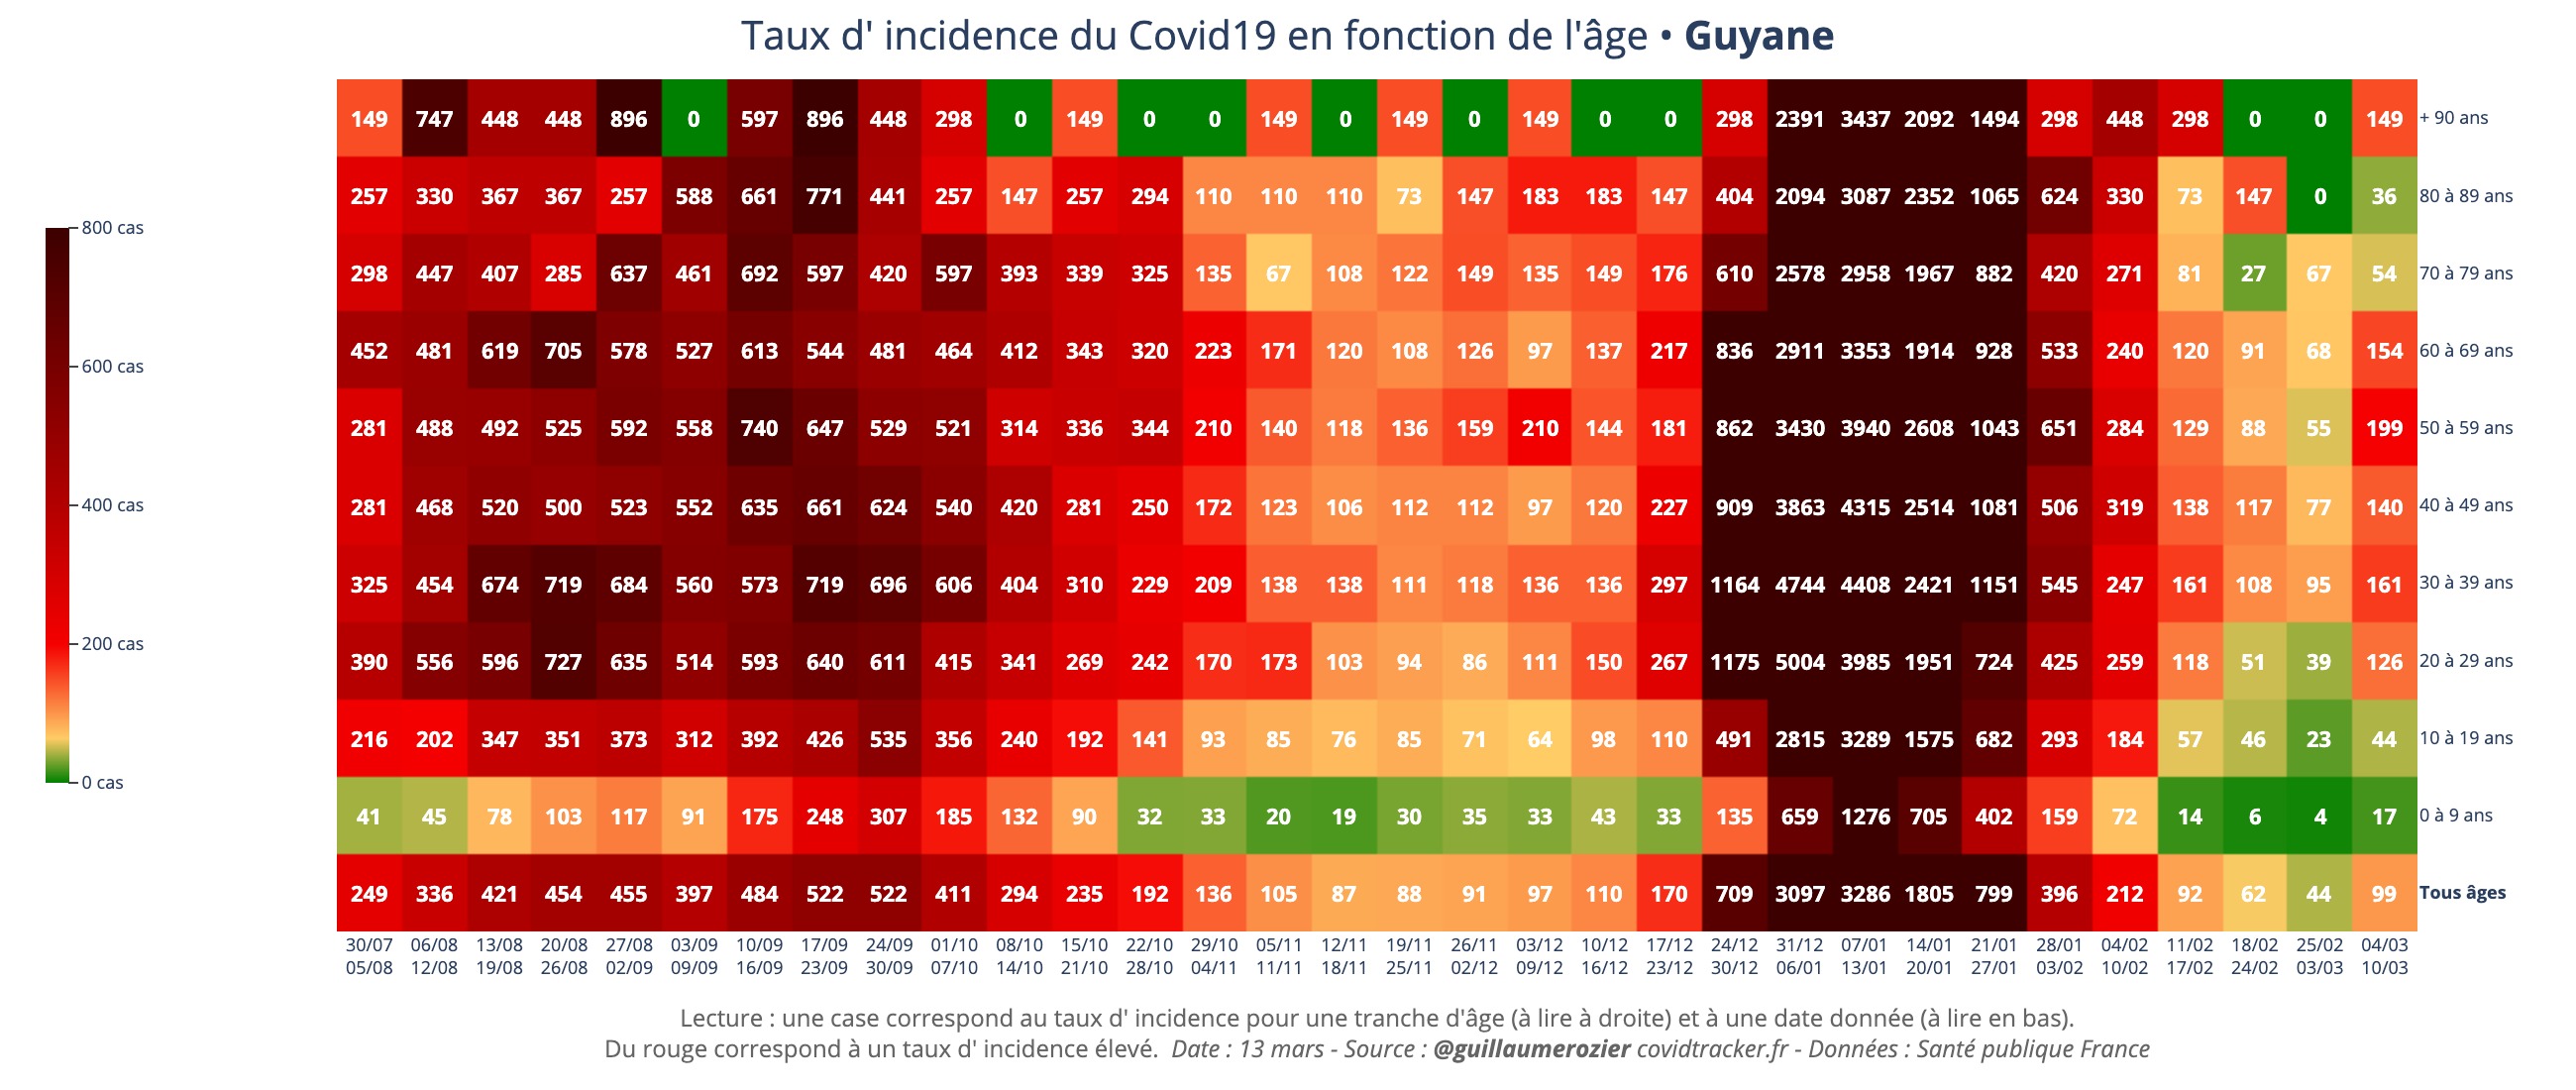 Taux d' incidence du Covid19 en fonction de l'âge • Guyane
149 747 448 448 896 0 597 896 448 298 0 149 0 0 149 0 149 0 149 0 0 298 2391 3437 2092 1494 298 448 298 0 0 149 + 90 ans
257 330 367 367 257 588 661 771 441 257 147 257 294 110 110 110 73 147 183 183 147 404 2094 3087 2352 1065 624 330 73 147 0 36 80 à 89 ans
800 cas
298 447 407 285 637 461 692 597 420 597 393 339 325 135 67 108 122 149 135 149 176 610 2578 2958 1967 882 420 271 81 27 67 54 70 à 79 ans
452 481 619 705 578 527 613 544 481 464 412 343 320 223 171 120 108 126 97 137 217 836 2911 3353 1914 928 533 240 120 91 68 154 60 à 69 ans
600 cas
281 488 492 525 592 558 740 647 529 521 314 336 344 210 140 118 136 159 210 144 181 862 3430 3940 2608 1043 651 284 129 88 55 199 50 à 59 ans
400 cas
281 468 520 500 523 552 635 661 624 540 420 281 250 172 123 106 112 112 97 120 227 909 3863 4315 2514 1081 506 319 138 117 77 140 40 à 49 ans
325 454 674 719 684 560 573 719 696 606 404 310 229 209 138 138 111 118 136 136 297 1164 4744 4408 2421 1151 545 247 161 108 95 161 30 à 39 ans
200 cas
390 556 596 727 635 514 593 640 611 415 341 269 242 170 173 103 94 86 111 150 267 1175 5004 3985 1951 724 425 259 118 51 39 126 20 à 29 ans
216 202 347 351 373 312 392 426 535 356 240 192 141 93 85 76 85 71 64 98 110 491 2815 3289 1575 682 293 184 57 46 23 44 10 à 19 ans
0 cas
41 45 78 103 117 91 175 248 307 185 132 90 32 33 20 19 30 35 33 43 33 135 659 1276 705 402 159 72 14 6 4 17 0 à 9 ans
249 336 421 454 455 397 484 522 522 411 294 235 192 136 105 87 88 91 97 110 170 709 3097 3286 1805 799 396 212 92 62 44 99 Tous âges
30/07 06/08 13/08 20/08 27/08 03/09 10/09 17/09 24/09 01/10 08/10 15/10 22/10 29/10 05/11 12/11 19/11 26/11 03/12 10/12 17/12 24/12 31/12 07/01 14/01 21/01 28/01 04/02 11/02 18/02 25/02 04/03
05/08 12/08 19/08 26/08 02/09 09/09 16/09 23/09 30/09 07/10 14/10 21/10 28/10 04/11 11/11 18/11 25/11 02/12 09/12 16/12 23/12 30/12 06/01 13/01 20/01 27/01 03/02 10/02 17/02 24/02 03/03 10/03
Lecture : une case correspond au taux d' incidence pour une tranche d'âge (à lire à droite) et à une date donnée (à lire en bas).
Du rouge correspond à un taux d' incidence élevé. Date : 13 mars - Source : @guillaumerozier covidtracker.fr - Données : Santé publique France